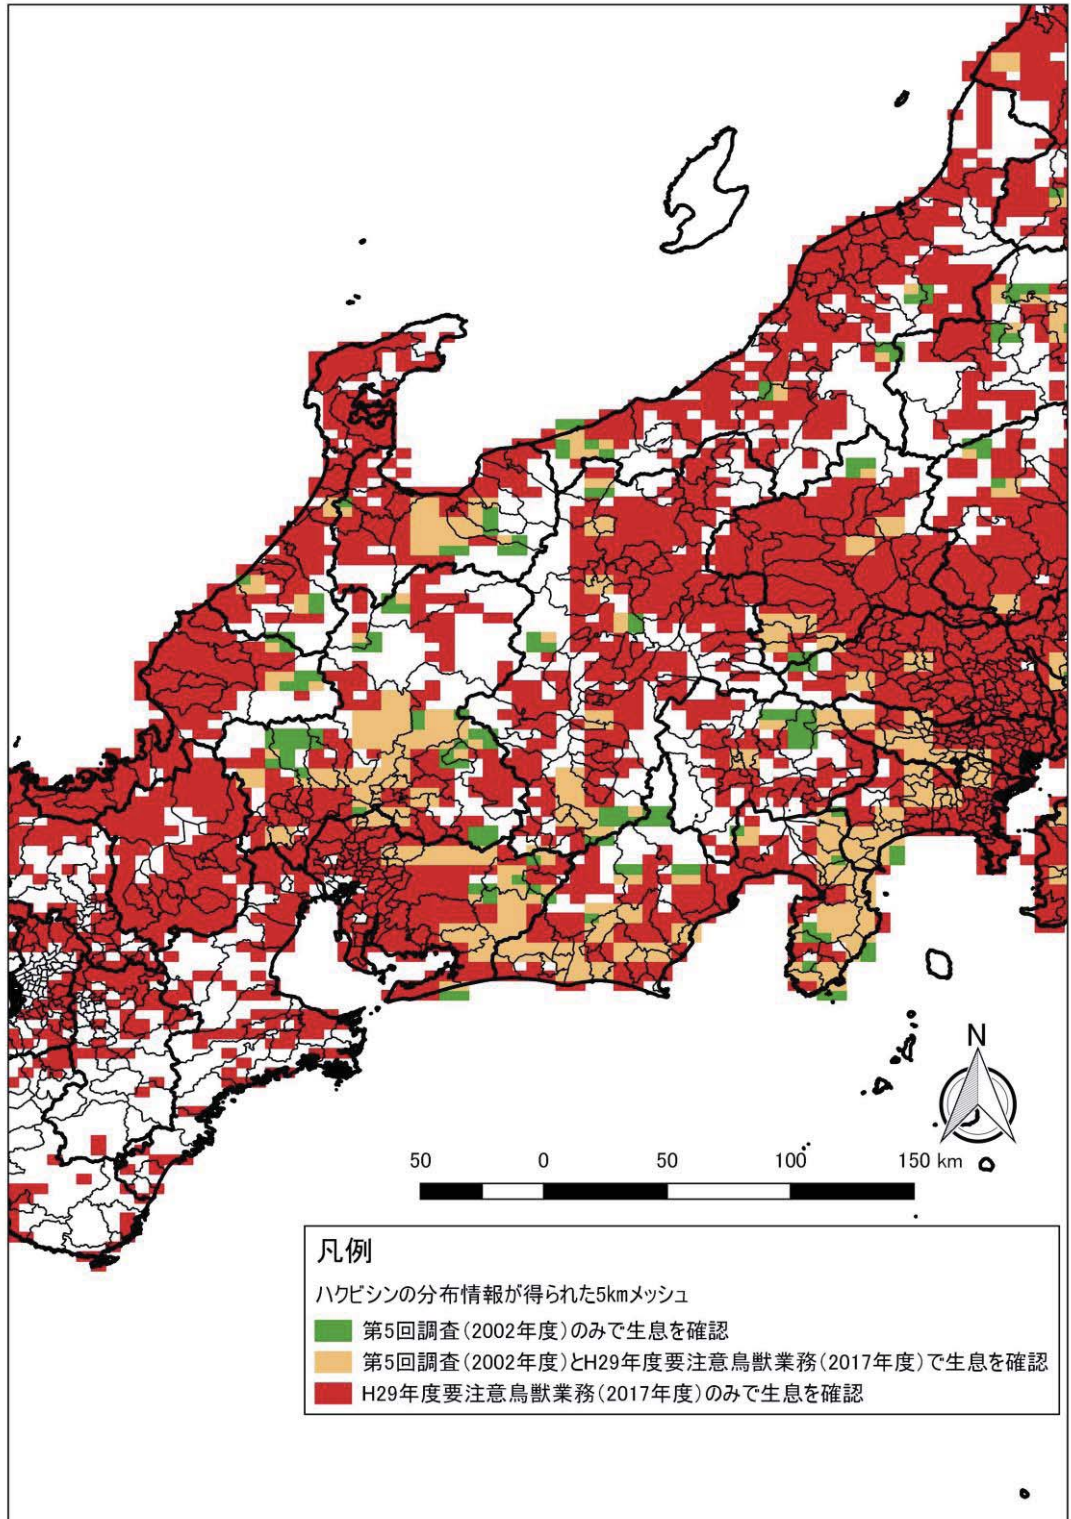 N
50 0 50 100 150 km
凡例
ハクビシンの分布情報が得られた5kmメッシュ
第5回調査(2002年度)のみで生息を確認
第5回調査(2002年度)とH29年度要注意鳥獣業務(2017年度)で生息を確認
H29年度要注意鳥獣業務(2017年度)のみで生息を確認